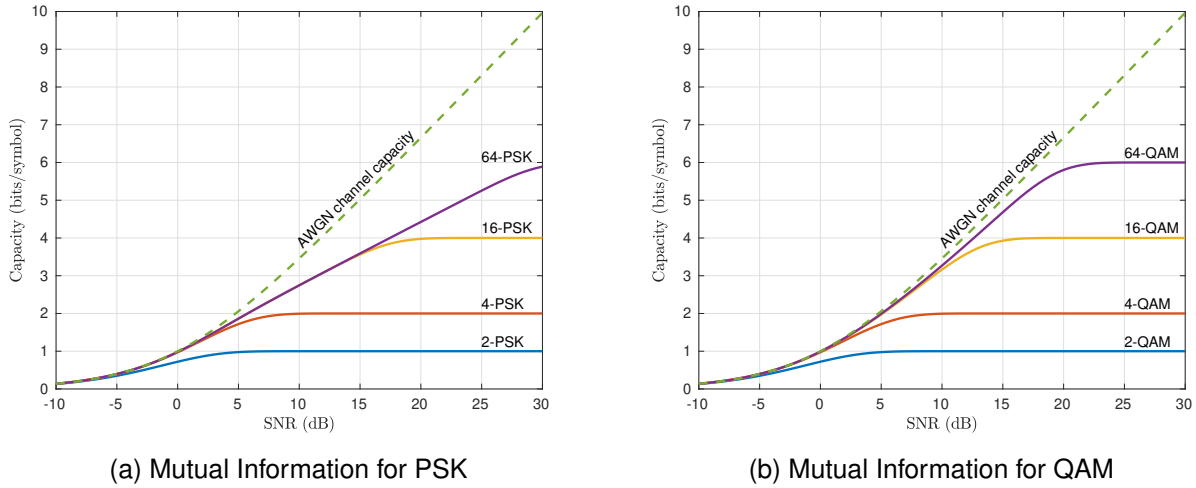 10
9
8
7
6
5
4
3
2
1
0
Capacity (bits/symbol)
-10
-5
0
5
10
15
20
25
30
SNR (dB)
AWGN channel capacity
64-PSK
16-PSK
4-PSK
2-PSK
(a) Mutual Information for PSK
10
9
8
7
6
5
4
3
2
1
0
Capacity (bits/symbol)
-10
-5
0
5
10
15
20
25
30
SNR (dB)
AWGN channel capacity
64-QAM
16-QAM
4-QAM
2-QAM
(b) Mutual Information for QAM